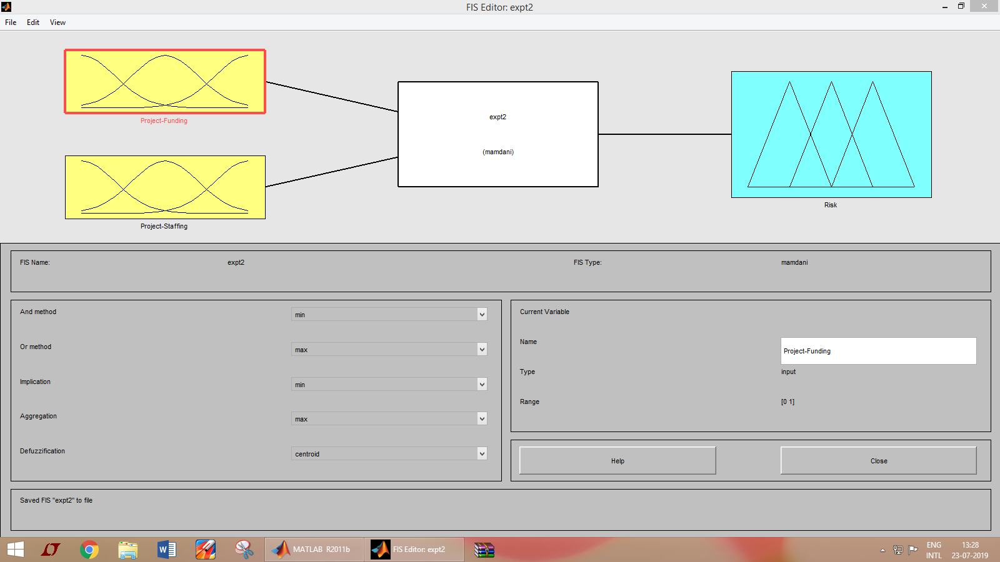 FIS Editor: expt2
File Edit View
Project-Funding
Project-Staffing
expt2
(mamdani)
Risk
FIS Name: expt2 FIS Type: mamdani
And method min
Or method max
Implication min
Aggregation max
Defuzzification centroid
Current Variable
Name Project-Funding
Type input
Range [0 1]
Help Close
Saved FIS "expt2" to file
MATLAB R2011b
FIS Editor: expt2
ENG
INTL
13:28
23-07-2019